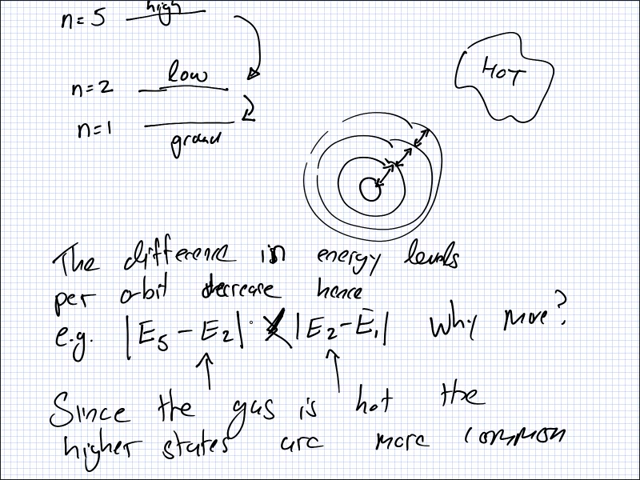 n=5 high
HOT
n=2 low
n=1
ground
The difference in energy levels
per orbit decrease hence
e.g. |E₅ - E₂| |E₂ - E₁| Why more?
Since the gas is hot the
higher states are more common